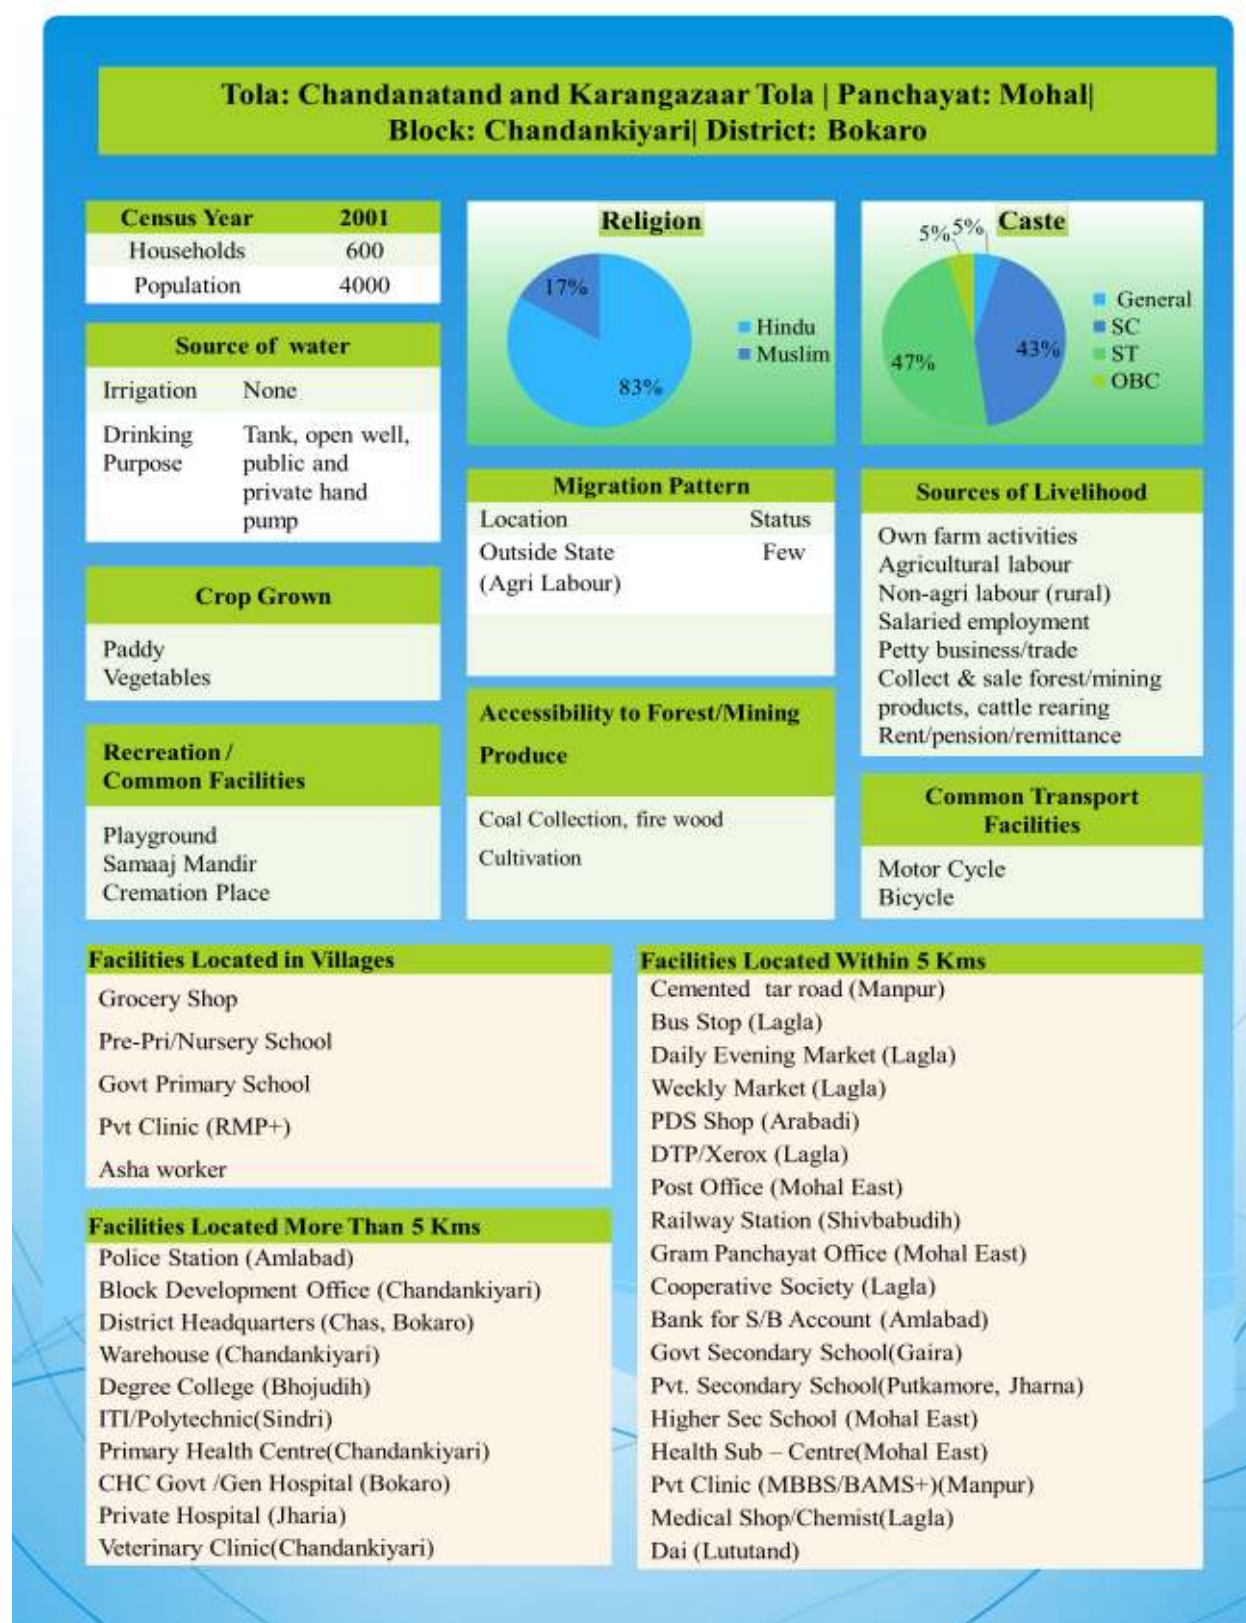 Tola: Chandanatand and Karangazaar Tola | Panchayat: Mohal|
Block: Chandankiyari| District: Bokaro
Census Year 2001
Households 600
Population 4000
Source of water
Irrigation None
Drinking Tank, open well,
Purpose public and
private hand
pump
Crop Grown
Paddy
Vegetables
Recreation /
Common Facilities
Playground
Samaaj Mandir
Cremation Place
Religion
17%
83%
Hindu
Muslim
Migration Pattern
Location Status
Outside State Few
(Agri Labour)
Accessibility to Forest/Mining
Produce
Coal Collection, fire wood
Cultivation
Caste
5% 5%
43%
47%
General
SC
ST
OBC
Sources of Livelihood
Own farm activities
Agricultural labour
Non-agri labour (rural)
Salaried employment
Petty business/trade
Collect & sale forest/mining
products, cattle rearing
Rent/pension/remittance
Common Transport
Facilities
Motor Cycle
Bicycle
Facilities Located in Villages
Grocery Shop
Pre-Pri/Nursery School
Govt Primary School
Pvt Clinic (RMP+)
Asha worker
Facilities Located More Than 5 Kms
Police Station (Amlabad)
Block Development Office (Chandankiyari)
District Headquarters (Chas, Bokaro)
Warehouse (Chandankiyari)
Degree College (Bhojudih)
ITI/Polytechnic(Sindri)
Primary Health Centre(Chandankiyari)
CHC Govt /Gen Hospital (Bokaro)
Private Hospital (Jharia)
Veterinary Clinic(Chandankiyari)
Facilities Located Within 5 Kms
Cemented tar road (Manpur)
Bus Stop (Lagla)
Daily Evening Market (Lagla)
Weekly Market (Lagla)
PDS Shop (Arabadi)
DTP/Xerox (Lagla)
Post Office (Mohal East)
Railway Station (Shivbabudih)
Gram Panchayat Office (Mohal East)
Cooperative Society (Lagla)
Bank for S/B Account (Amlabad)
Govt Secondary School(Gaira)
Pvt. Secondary School(Putkamore, Jharna)
Higher Sec School (Mohal East)
Health Sub – Centre(Mohal East)
Pvt Clinic (MBBS/BAMS+)(Manpur)
Medical Shop/Chemist(Lagla)
Dai (Lututand)